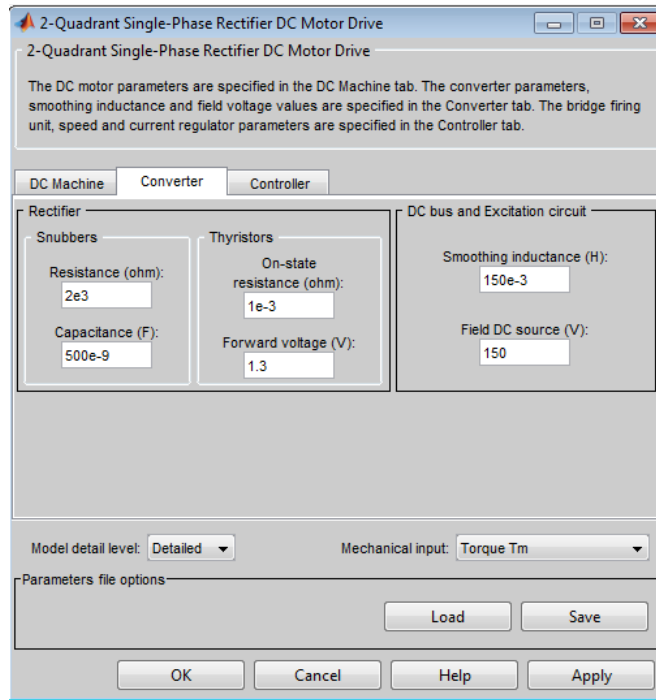 2-Quadrant Single-Phase Rectifier DC Motor Drive
2-Quadrant Single-Phase Rectifier DC Motor Drive
The DC motor parameters are specified in the DC Machine tab. The converter parameters,
smoothing inductance and field voltage values are specified in the Converter tab. The bridge firing
unit, speed and current regulator parameters are specified in the Controller tab.
DC Machine Converter Controller
Rectifier
Snubbers
Resistance (ohm):
2e3
Capacitance (F):
500e-9
Thyristors
On-state
resistance (ohm):
1e-3
Forward voltage (V):
1.3
DC bus and Excitation circuit
Smoothing inductance (H):
150e-3
Field DC source (V):
150
Model detail level: Detailed Mechanical input: Torque Tm
Parameters file options
Load Save
OK Cancel Help Apply